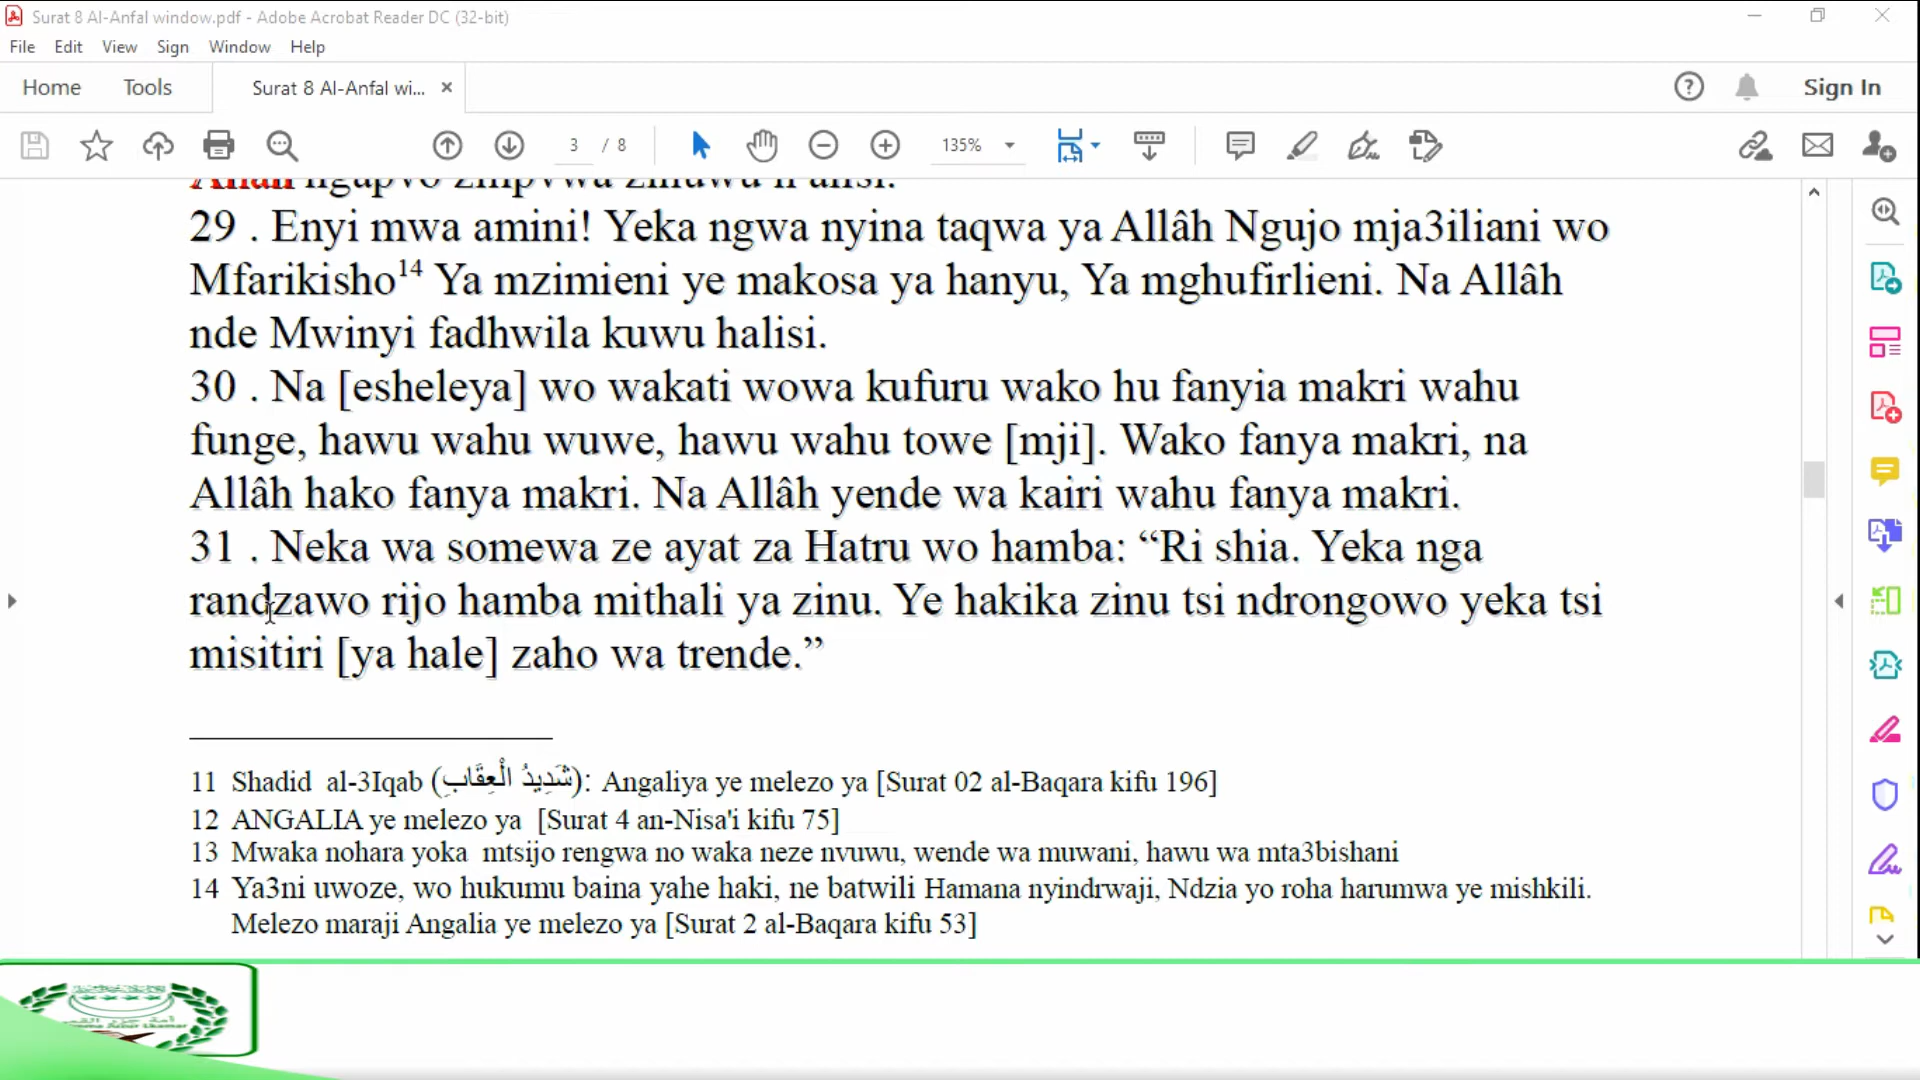 Surat 8 Al-Anfal window.pdf - Adobe Acrobat Reader DC (32-bit)
File Edit View Sign Window Help
Home Tools Surat 8 Al-Anfal wi... × Sign In
3 / 8 135%
Allâh ngapvo zinpvwa zinuwu li alisi.
29 . Enyi mwa amini! Yeka ngwa nyina taqwa ya Allâh Ngujo mja3iliani wo
Mfarikisho14 Ya mzimieni ye makosa ya hanyu, Ya mghufirlieni. Na Allâh
nde Mwinyi fadhwila kuwu halisi.
30 . Na [esheleya] wo wakati wowa kufuru wako hu fanyia makri wahu
funge, hawu wahu wuwe, hawu wahu towe [mji]. Wako fanya makri, na
Allâh hako fanya makri. Na Allâh yende wa kairi wahu fanya makri.
31 . Neka wa somewa ze ayat za Hatru wo hamba: “Ri shia. Yeka nga
randzawo rijo hamba mithali ya zinu. Ye hakika zinu tsi ndrongowo yeka tsi
misitiri [ya hale] zaho wa trende.”
11 Shadid al-3Iqab (شَدِيدُ الْعِقَابِ): Angaliya ye melezo ya [Surat 02 al-Baqara kifu 196]
12 ANGALIA ye melezo ya [Surat 4 an-Nisa'i kifu 75]
13 Mwaka nohara yoka mtsijo rengwa no waka neze nvuwu, wende wa muwani, hawu wa mta3bishani
14 Ya3ni uwoze, wo hukumu baina yahe haki, ne batwili Hamana nyindrwaji, Ndzia yo roha harumwa ye mishkili.
Melezo maraji Angalia ye melezo ya [Surat 2 al-Baqara kifu 53]